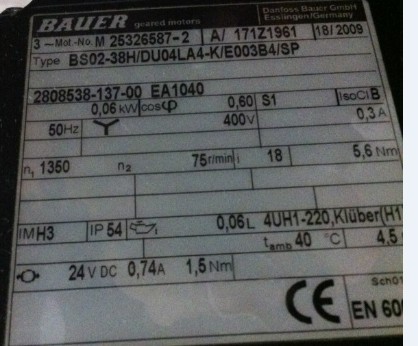 BAUER geared motors Danfoss Bauer GmbH
Esslingen/Germany
3~Mot.-No. M 25326587-2 A/ 171Z1961 18/2009
Type BS02-38H/DU04LA4-K/E003B4/SP
2808538-137-00 EA1040
0,06 kW cosφ 0,60 S1 IsoCl B
50Hz Y 400V 0,3 A
n1 1350 n2 75 r/min i 18 5,6 Nm
IM H3 IP 54 0,06 L 4UH1-220,Klüber(H1)
tamb 40 °C 4,5
24 V DC 0,74A 1,5 Nm
CE EN 600